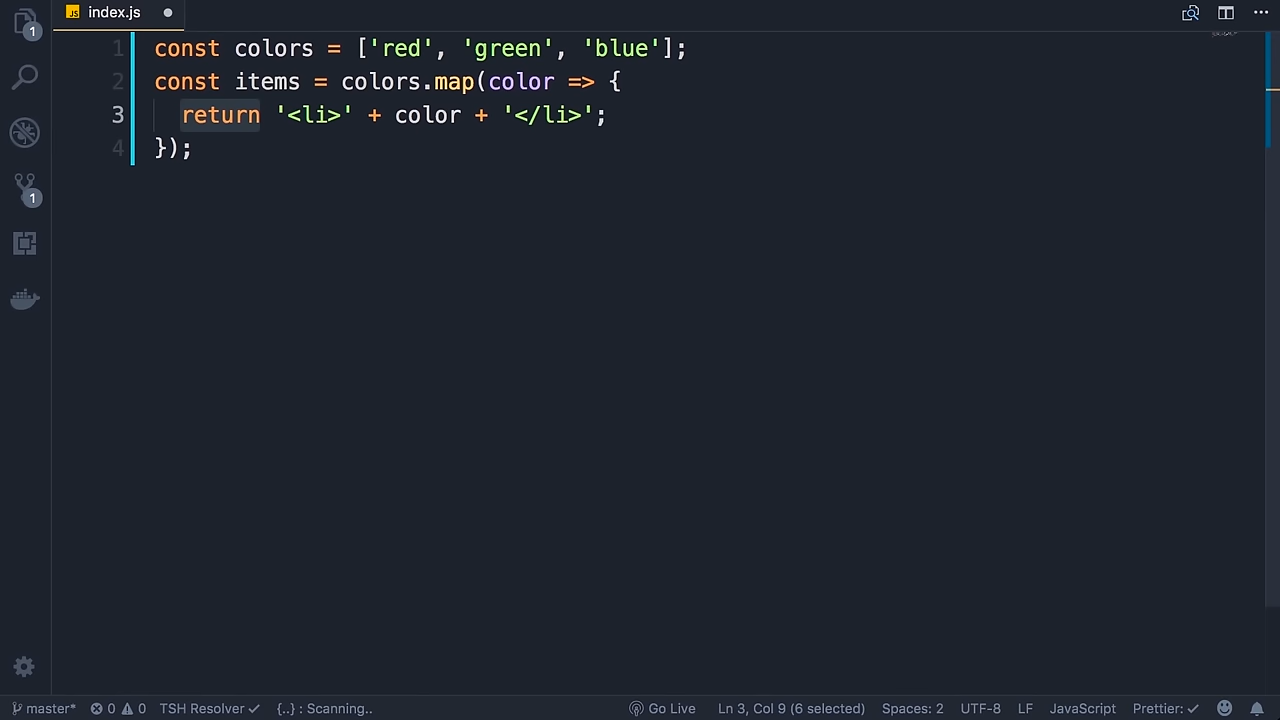 JS index.js
1
1 const colors = ['red', 'green', 'blue'];
2 const items = colors.map(color => {
3 return '<li>' + color + '</li>';
4 });
1
master* 0 0 TSH Resolver {..} : Scanning.. Go Live Ln 3, Col 9 (6 selected) Spaces: 2 UTF-8 LF JavaScript Prettier: